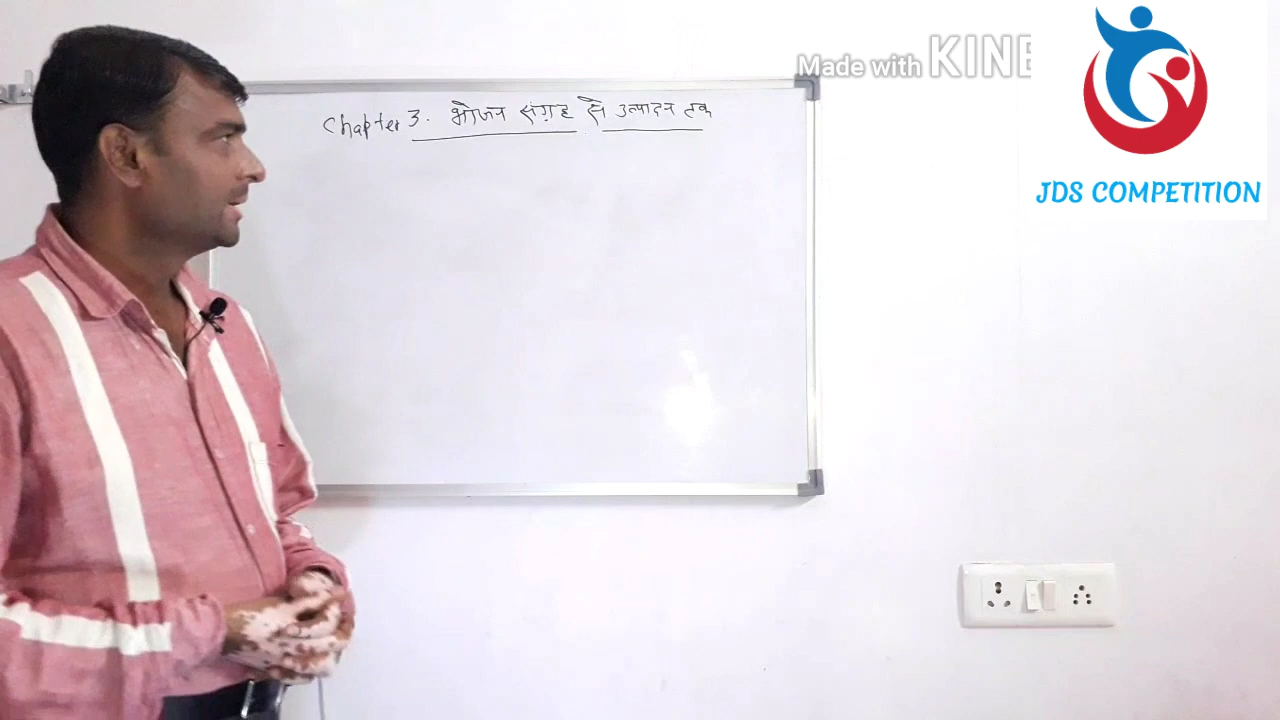 Made with KINE
Chapter 3. भोजन संग्रह से उत्पादन तक
JDS COMPETITION